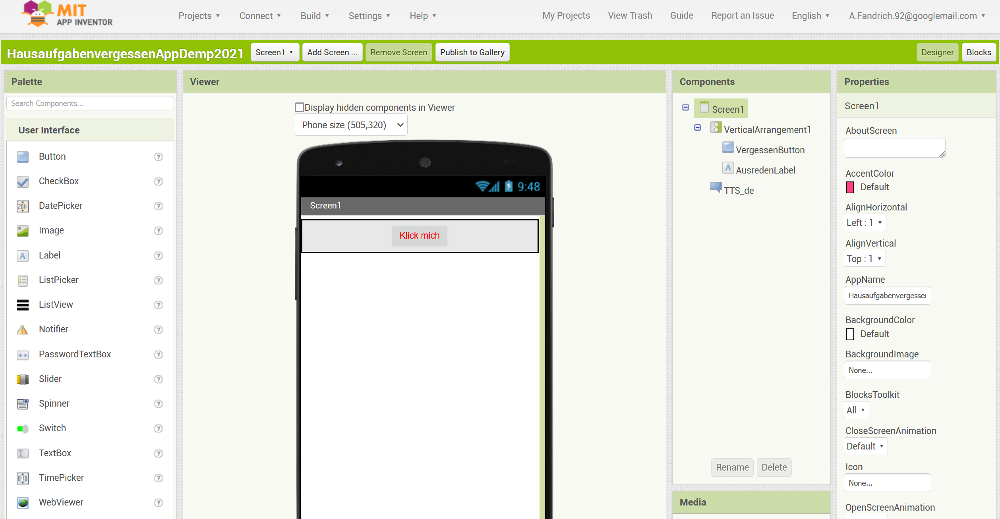 MIT
APP INVENTOR
Projects
Connect
Build
Settings
Help
My Projects
View Trash
Guide
Report an Issue
English
A.Fandrich.92@googlemail.com
HausaufgabenvergessenAppDemp2021
Screen1
Add Screen ...
Remove Screen
Publish to Gallery
Designer
Blocks
Palette
Search Components...
User Interface
Button
CheckBox
DatePicker
Image
Label
ListPicker
ListView
Notifier
PasswordTextBox
Slider
Spinner
Switch
TextBox
TimePicker
WebViewer
Viewer
Display hidden components in Viewer
Phone size (505,320)
9:48
Screen1
Klick mich
Components
Screen1
VerticalArrangement1
VergessenButton
AusredenLabel
TTS_de
Rename
Delete
Media
Properties
Screen1
AboutScreen
AccentColor
Default
AlignHorizontal
Left : 1
AlignVertical
Top : 1
AppName
Hausaufgabenvergesse
BackgroundColor
Default
BackgroundImage
None...
BlocksToolkit
All
CloseScreenAnimation
Default
Icon
None...
OpenScreenAnimation